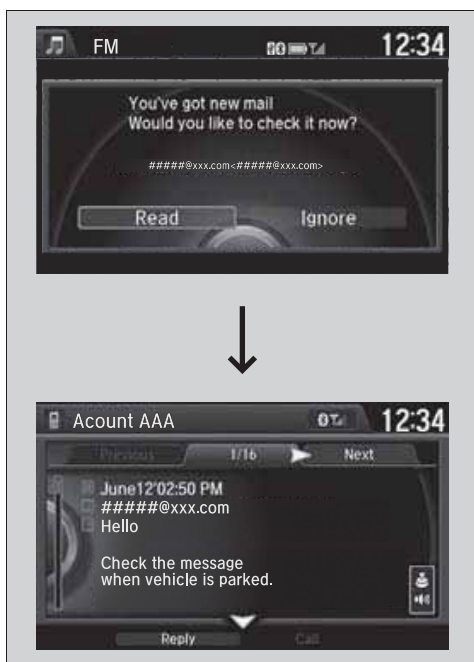 FM 12:34
You've got new mail
Would you like to check it now?
#####@xxx.com<#####@xxx.com>
Read Ignore
Acount AAA 12:34
Previous 1/16 Next
June12'02:50 PM
#####@xxx.com
Hello
Check the message
when vehicle is parked.
Reply Call